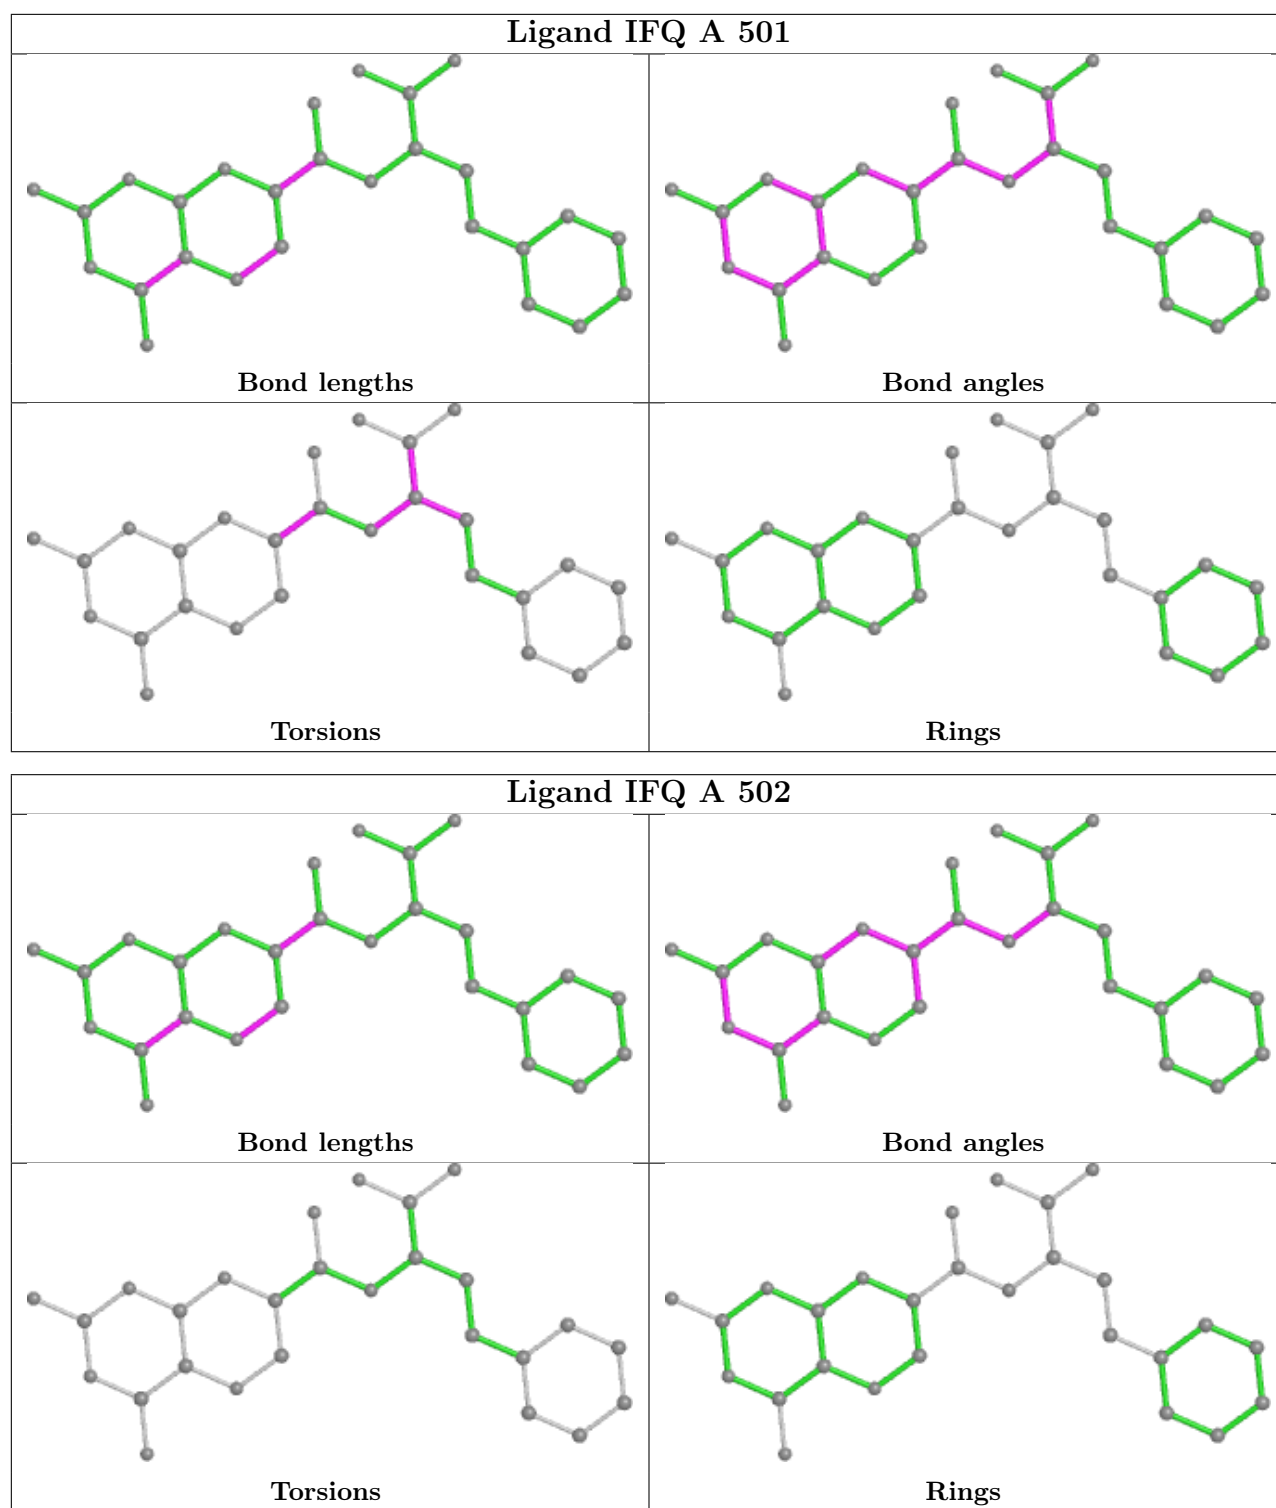 Ligand IFQ A 501
Bond lengths
Bond angles
Torsions
Rings
Ligand IFQ A 502
Bond lengths
Bond angles
Torsions
Rings